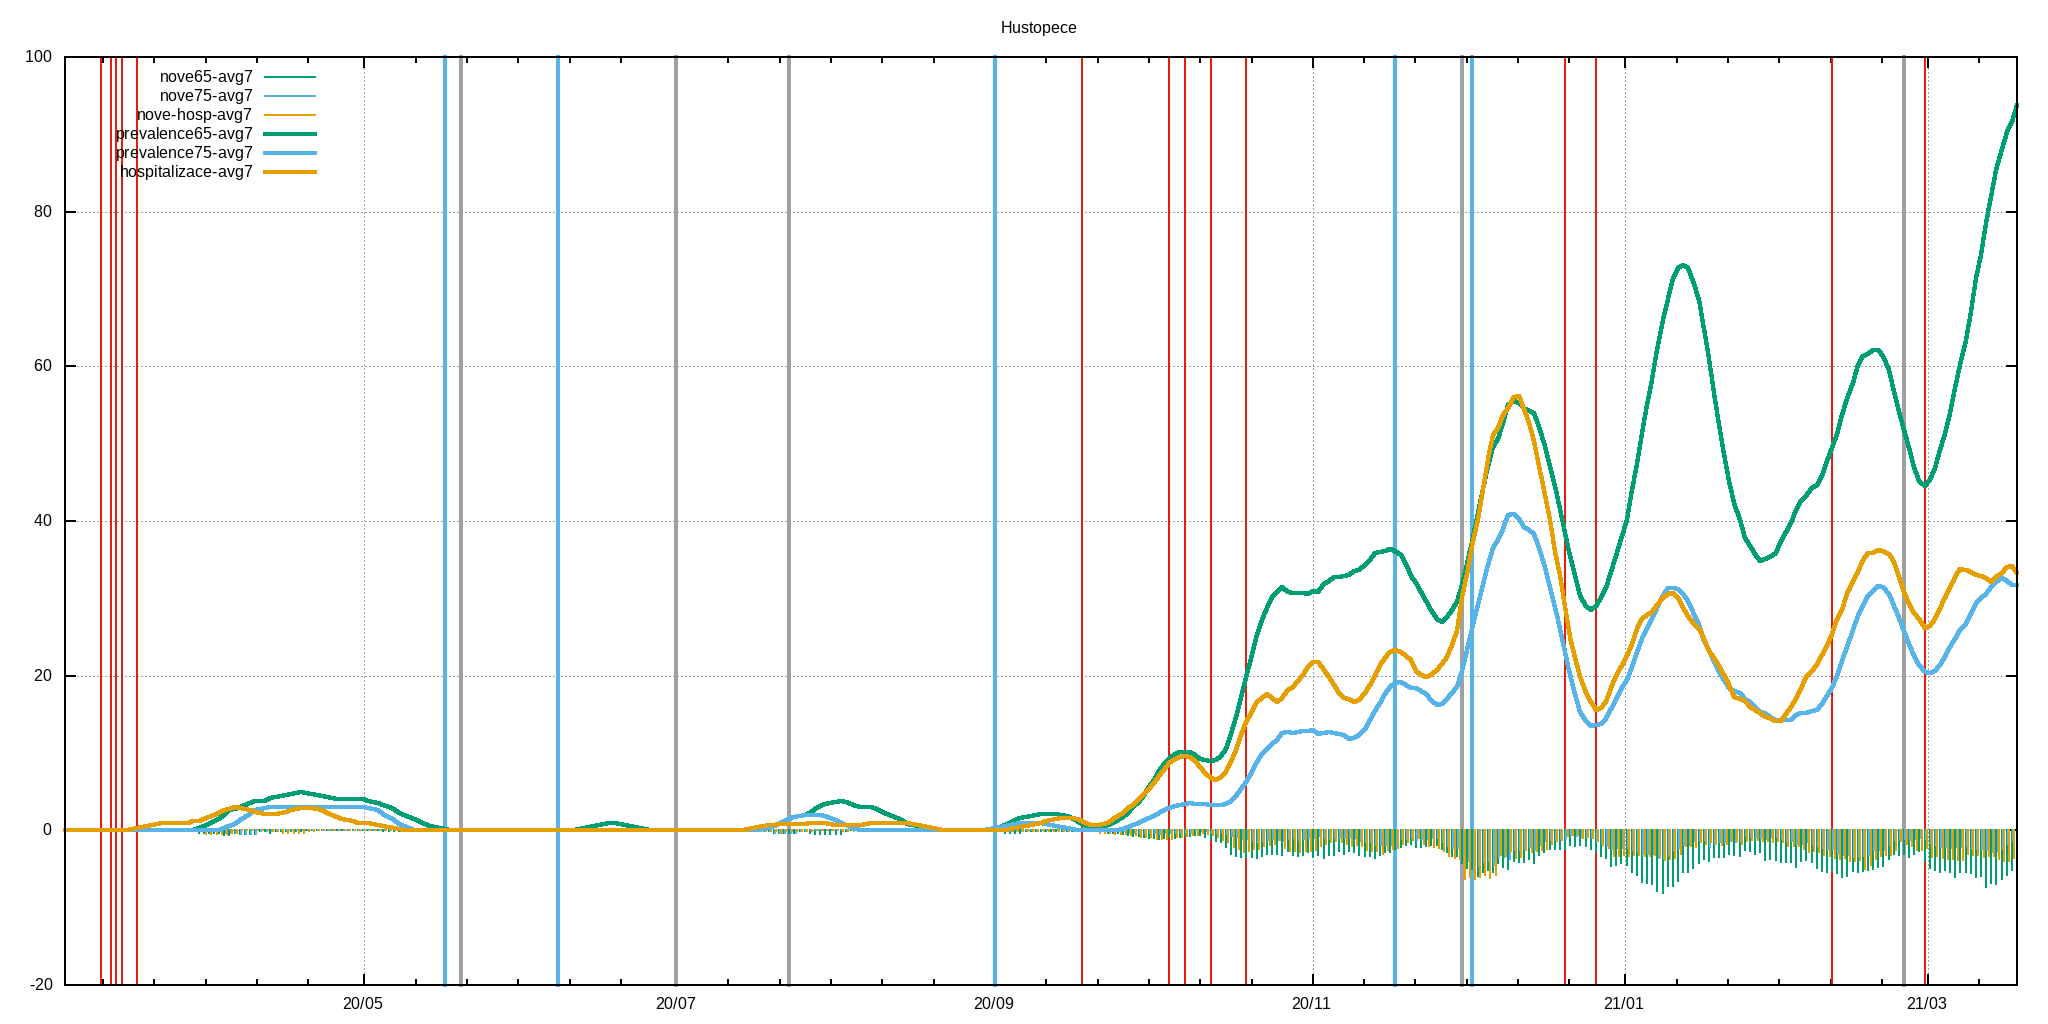 Hustopece
100
80
60
40
20
0
-20
nove65-avg7
nove75-avg7
nove-hosp-avg7
prevalence65-avg7
prevalence75-avg7
hospitalizace-avg7
20/05
20/07
20/09
20/11
21/01
21/03